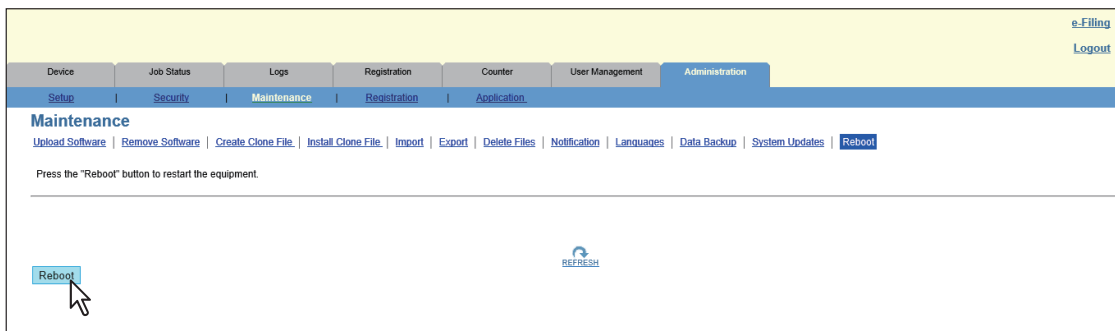 e-Filing
Logout
Device Job Status Logs Registration Counter User Management Administration
Setup | Security | Maintenance | Registration | Application
Maintenance
Upload Software | Remove Software | Create Clone File | Install Clone File | Import | Export | Delete Files | Notification | Languages | Data Backup | System Updates | Reboot
Press the "Reboot" button to restart the equipment.
REFRESH
Reboot